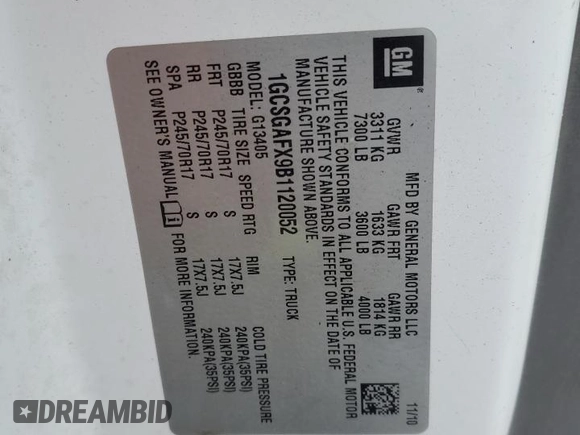 GM
MFD BY GENERAL MOTORS LLC 11/10
GVWR GAWR FRT GAWR RR
3311 KG 1633 KG 1814 KG
7300 LB 3600 LB 4000 LB
THIS VEHICLE CONFORMS TO ALL APPLICABLE U.S. FEDERAL MOTOR
VEHICLE SAFETY STANDARDS IN EFFECT ON THE DATE OF
MANUFACTURE SHOWN ABOVE.
1GCSGAFX9B1120052 TYPE: TRUCK
MODEL: G13405
GBBB TIRE SIZE SPEED RTG RIM COLD TIRE PRESSURE
FRT P245/70R17 S 17X7.5J 240KPA(35PSI)
RR P245/70R17 S 17X7.5J 240KPA(35PSI)
SPA P245/70R17 S 17X7.5J 240KPA(35PSI)
SEE OWNER'S MANUAL i FOR MORE INFORMATION.
DREAMBID